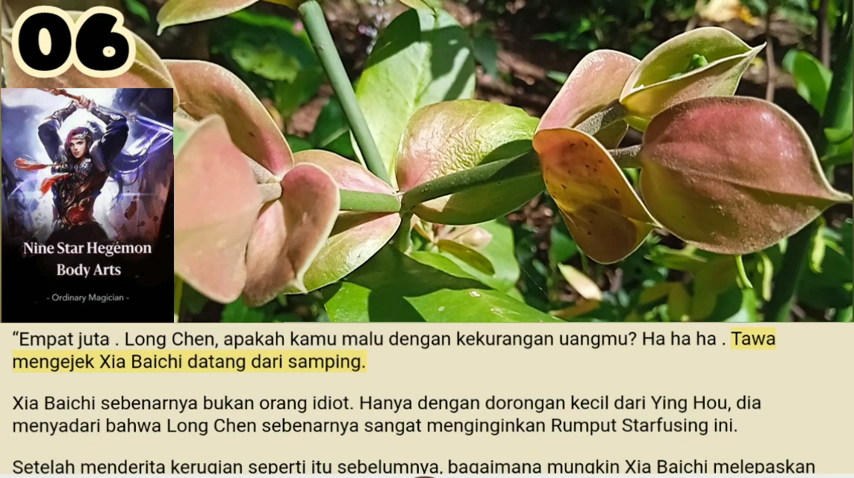 06
Nine Star Hegemon
Body Arts
- Ordinary Magician -
“Empat juta . Long Chen, apakah kamu malu dengan kekurangan uangmu? Ha ha ha . Tawa
mengejek Xia Baichi datang dari samping.
Xia Baichi sebenarnya bukan orang idiot. Hanya dengan dorongan kecil dari Ying Hou, dia
menyadari bahwa Long Chen sebenarnya sangat menginginkan Rumput Starfusing ini.
Setelah menderita kerugian seperti itu sebelumnya, bagaimana mungkin Xia Baichi melepaskan